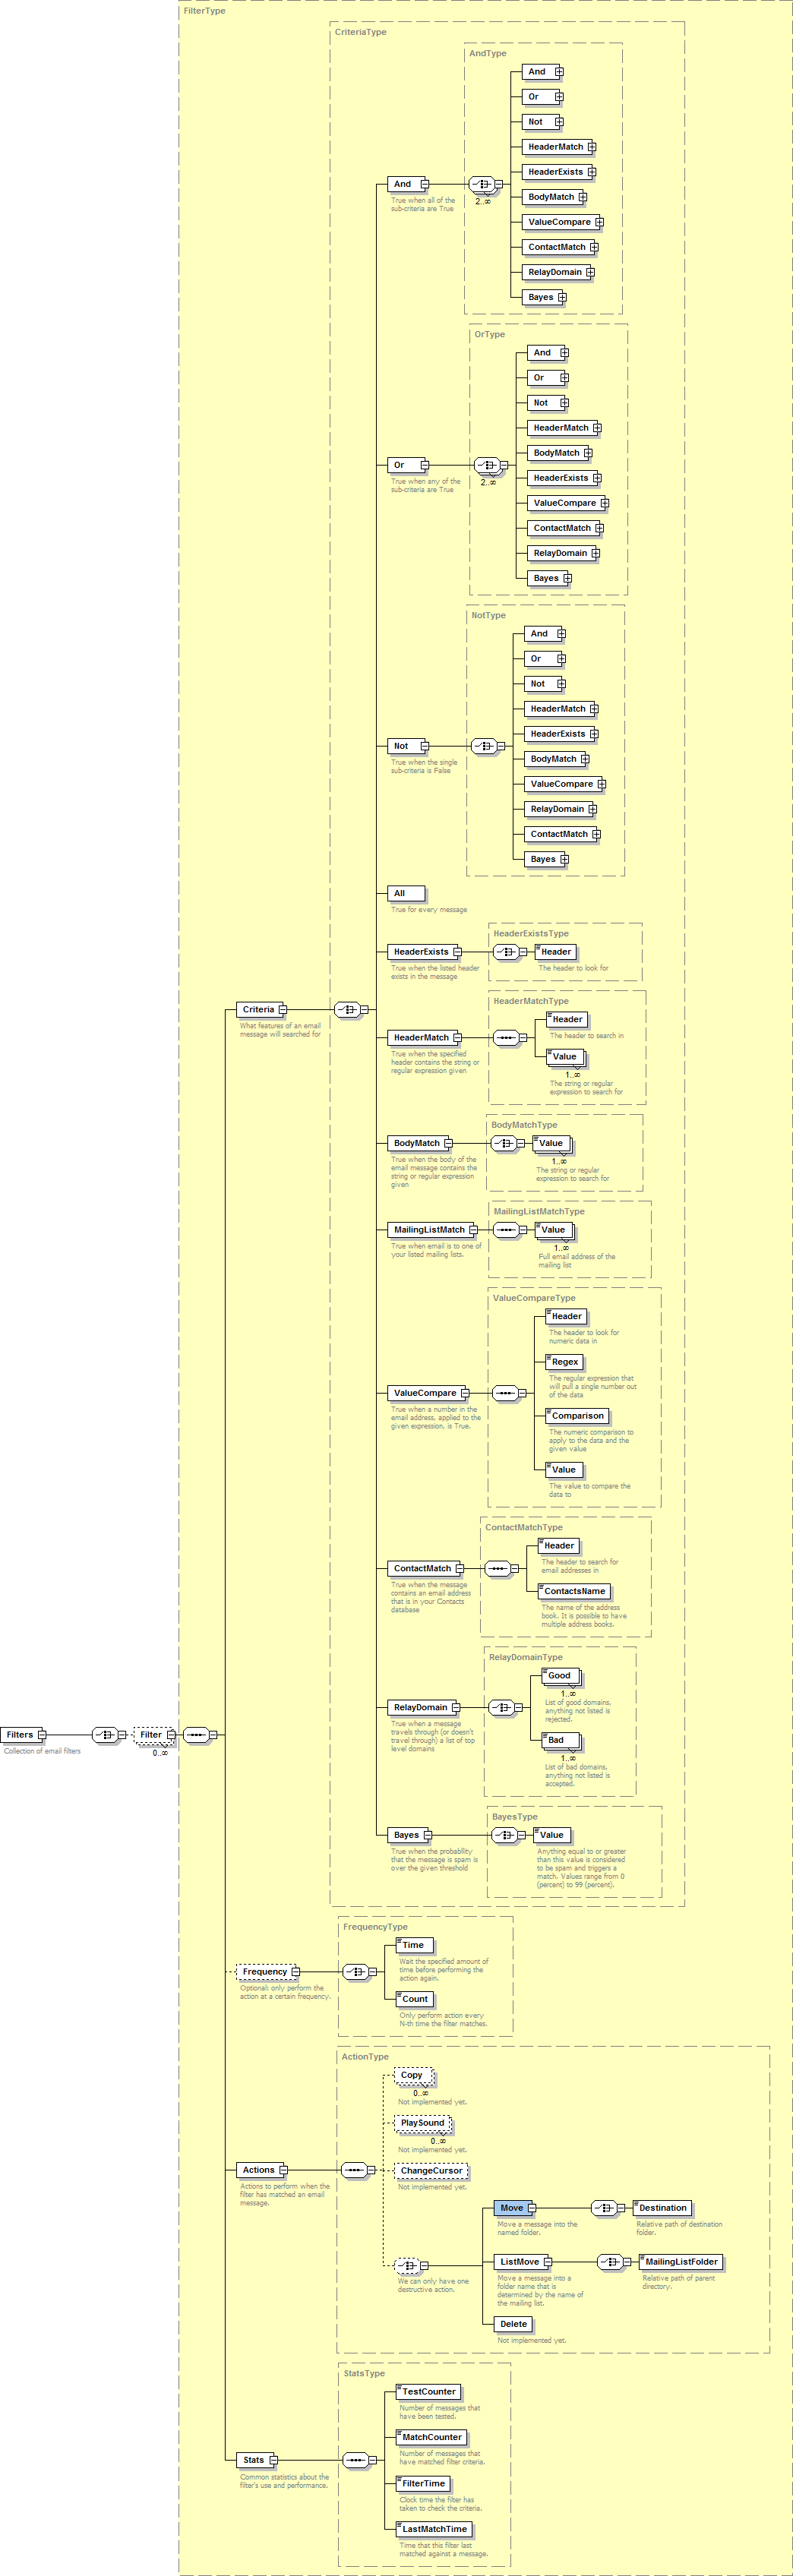 FilterType
CriteriaType
AndType
And
Or
Not
HeaderMatch
HeaderExists
BodyMatch
ValueCompare
ContactMatch
RelayDomain
Bayes
And
2..∞
True when all of the
sub-criteria are True
OrType
And
Or
Not
HeaderMatch
BodyMatch
HeaderExists
ValueCompare
ContactMatch
RelayDomain
Bayes
Or
2..∞
True when any of the
sub-criteria are True
NotType
And
Or
Not
HeaderMatch
HeaderExists
BodyMatch
ValueCompare
RelayDomain
ContactMatch
Bayes
Not
True when the single
sub-criteria is False
All
True for every message
HeaderExistsType
HeaderExists
Header
True when the listed header
exists in the message
The header to look for
Criteria
What features of an email
message will searched for
HeaderMatchType
Header
The header to search in
HeaderMatch
True when the specified
header contains the string or
regular expression given
Value
1..∞
The string or regular
expression to search for
BodyMatchType
BodyMatch
Value
1..∞
True when the body of the
email message contains the
string or regular expression
given
The string or regular
expression to search for
MailingListMatchType
MailingListMatch
Value
1..∞
True when email is to one of
your listed mailing lists.
Full email address of the
mailing list
ValueCompareType
Header
The header to look for
numeric data in
Regex
The regular expression that
will pull a single number out
of the data
ValueCompare
True when a number in the
email address, applied to the
given expression, is True.
Comparison
The numeric comparison to
apply to the data and the
given value
Value
The value to compare the
data to
ContactMatchType
Header
The header to search for
email addresses in
ContactMatch
True when the message
contains an email address
that is in your Contacts
database
ContactsName
The name of the address
book. It is possible to have
multiple address books.
RelayDomainType
Good
1..∞
List of good domains,
anything not listed is
rejected.
RelayDomain
True when a message
travels through (or doesn't
travel through) a list of top
level domains
Bad
1..∞
List of bad domains,
anything not listed is
accepted.
Filters
Collection of email filters
Filter
0..∞
BayesType
Bayes
Value
True when the probability
that the message is spam is
over the given threshold
Anything equal to or greater
than this value is considered
to be spam and triggers a
match. Values range from 0
(percent) to 99 (percent).
FrequencyType
Time
Wait the specified amount of
time before performing the
action again.
Frequency
Optional: only perform the
action at a certain frequency.
Count
Only perform action every
N-th time the filter matches.
ActionType
Copy
0..∞
Not implemented yet.
PlaySound
0..∞
Not implemented yet.
Actions
Actions to perform when the
filter has matched an email
message.
ChangeCursor
Not implemented yet.
Move
Move a message into the
named folder.
Destination
Relative path of destination
folder.
We can only have one
destructive action.
ListMove
Move a message into a
folder name that is
determined by the name of
the mailing list.
MailingListFolder
Relative path of parent
directory.
Delete
Not implemented yet.
StatsType
TestCounter
Number of messages that
have been tested.
MatchCounter
Number of messages that
have matched filter criteria.
Stats
Common statistics about the
filter's use and performance.
FilterTime
Clock time the filter has
taken to check the criteria.
LastMatchTime
Time that this filter last
matched against a message.